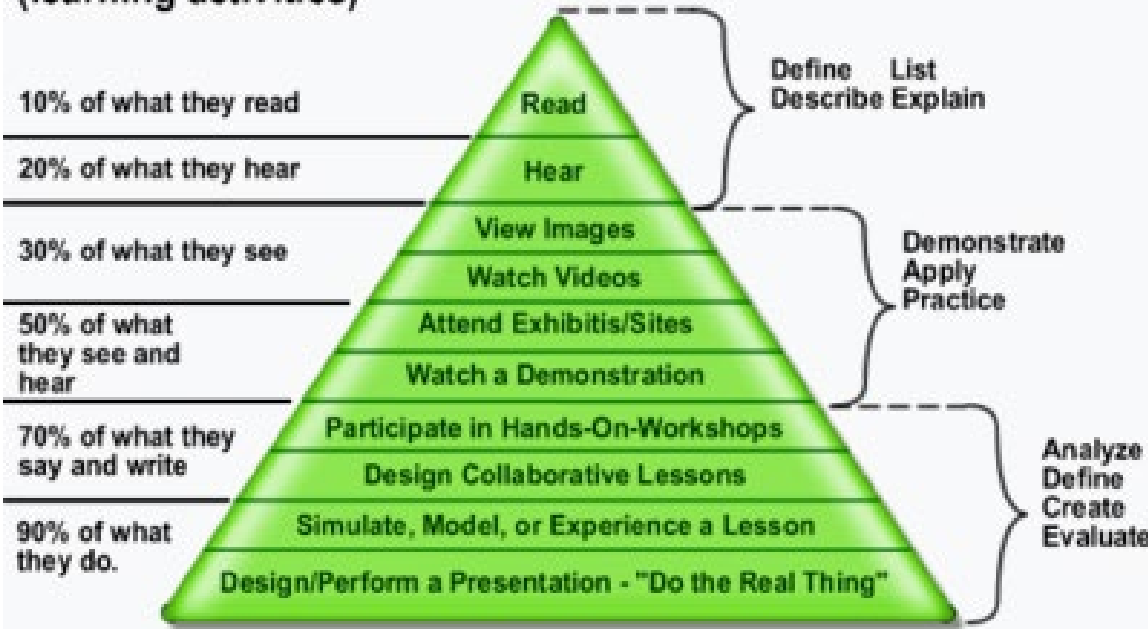 (learning activities)
10% of what they read
20% of what they hear
30% of what they see
50% of what
they see and
hear
70% of what they
say and write
90% of what
they do.
Read
Hear
View Images
Watch Videos
Attend Exhibitis/Sites
Watch a Demonstration
Participate in Hands-On-Workshops
Design Collaborative Lessons
Simulate, Model, or Experience a Lesson
Design/Perform a Presentation - "Do the Real Thing"
Define List
Describe Explain
Demonstrate
Apply
Practice
Analyze
Define
Create
Evaluate